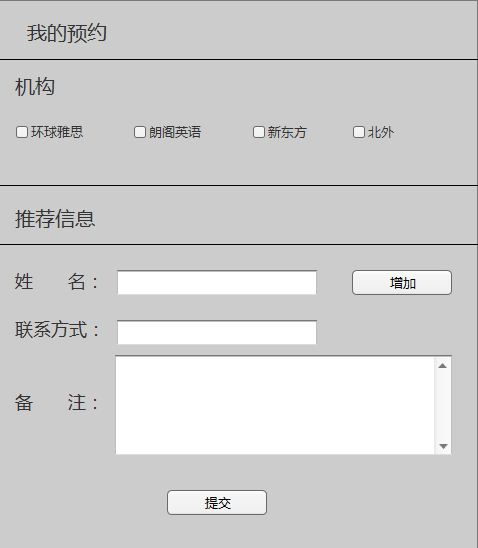 我的预约
机构
环球雅思 朗阁英语 新东方 北外
推荐信息
姓 名： 增加
联系方式：
备 注：
提交